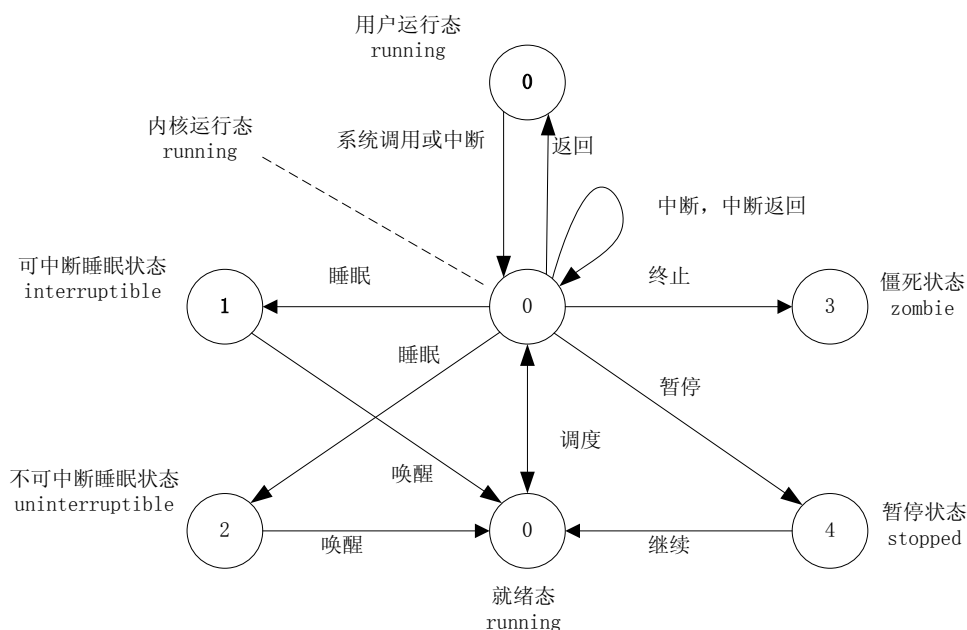 用户运行态
running
0
内核运行态
running
系统调用或中断
返回
中断，中断返回
可中断睡眠状态
interruptible
1
睡眠
0
终止
3
僵死状态
zombie
睡眠
暂停
调度
不可中断睡眠状态
uninterruptible
2
唤醒
唤醒
0
继续
4
暂停状态
stopped
就绪态
running